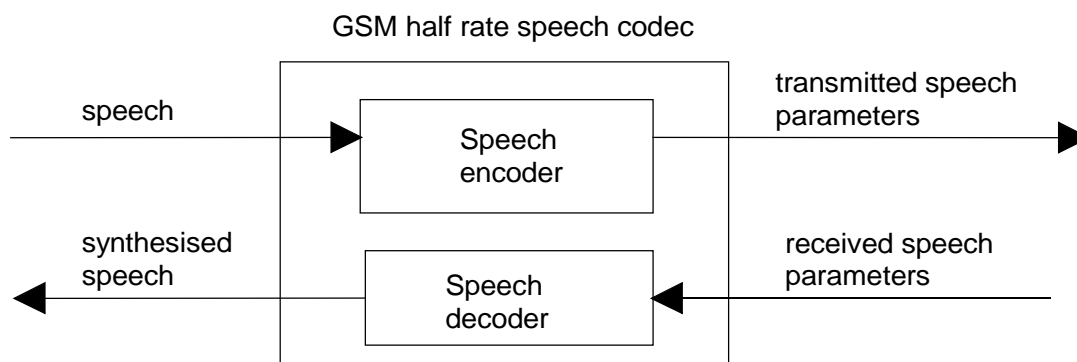 GSM half rate speech codec
speech
transmitted speech
parameters
Speech
encoder
synthesised
speech
received speech
parameters
Speech
decoder